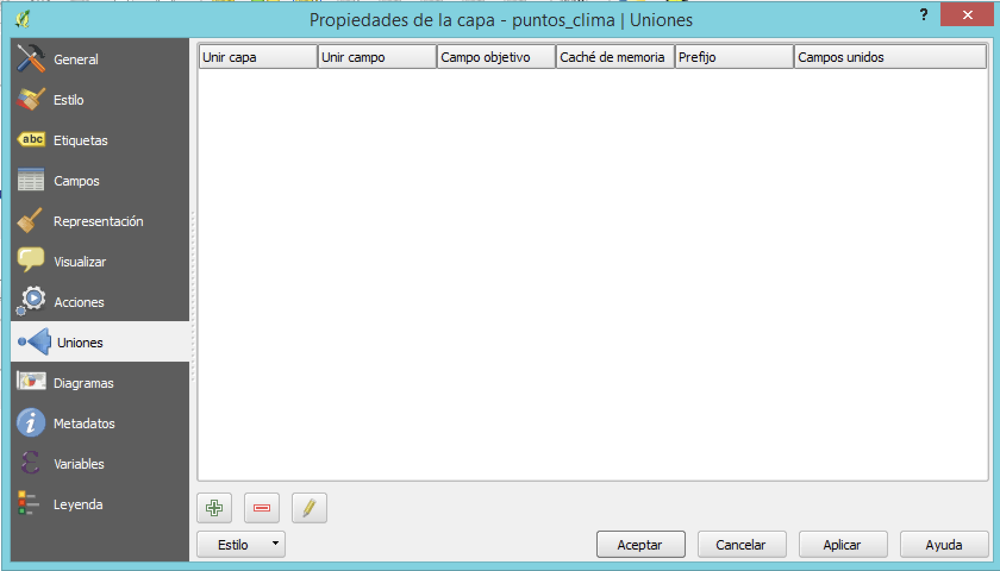 Propiedades de la capa - puntos_clima | Uniones
?
General
Estilo
abc Etiquetas
Campos
Representación
Visualizar
Acciones
Uniones
Diagramas
Metadatos
Variables
Leyenda
Unir capa Unir campo Campo objetivo Caché de memoria Prefijo Campos unidos
Estilo Aceptar Cancelar Aplicar Ayuda